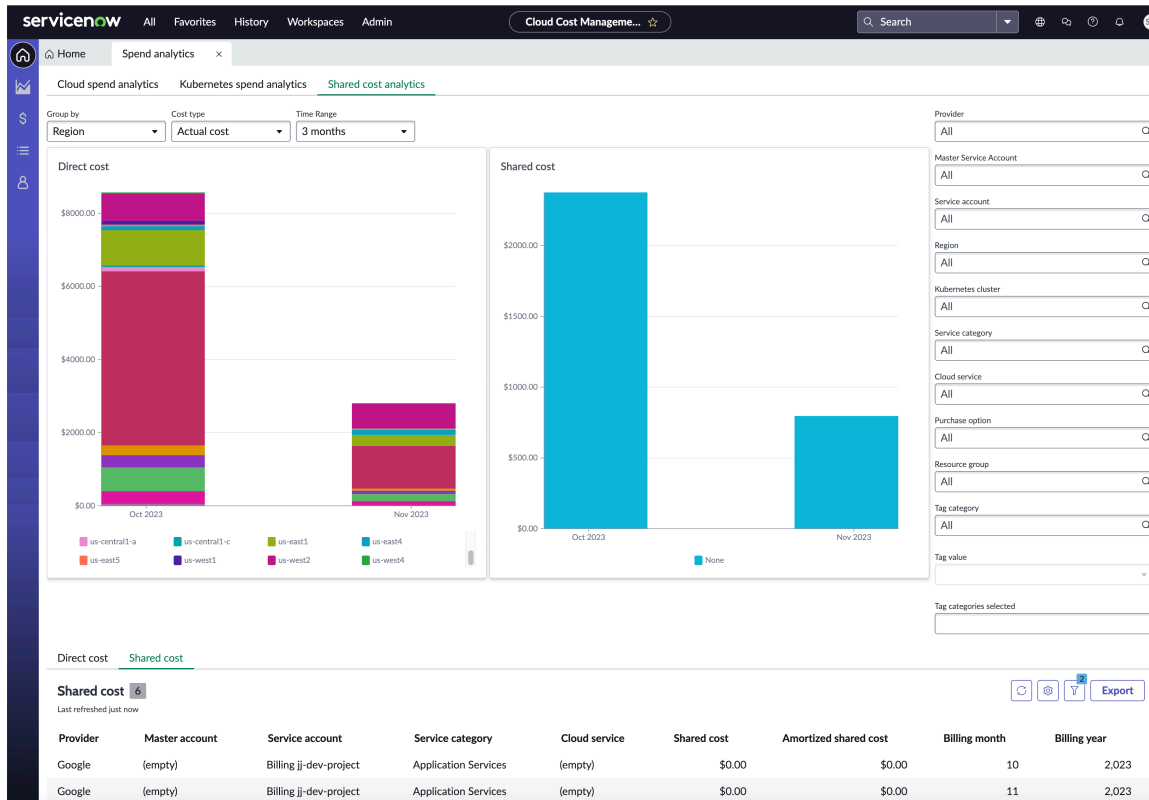 servicenow All Favorites History Workspaces Admin Cloud Cost Manageme... Search
Home Spend analytics ×
Cloud spend analytics Kubernetes spend analytics Shared cost analytics
Group by Cost type Time Range
Region Actual cost 3 months
Direct cost
$8000.00
$6000.00
$4000.00
$2000.00
$0.00
Oct 2023 Nov 2023
us-central1-a us-central1-c us-east1 us-east4
us-east5 us-west1 us-west2 us-west4
Shared cost
$2000.00
$1500.00
$1000.00
$500.00
$0.00
Oct 2023 Nov 2023
None
Provider
All
Master Service Account
All
Service account
All
Region
All
Kubernetes cluster
All
Service category
All
Cloud service
All
Purchase option
All
Resource group
All
Tag category
All
Tag value
Tag categories selected
Direct cost Shared cost
Shared cost 6
Last refreshed just now
2
Export
Provider Master account Service account Service category Cloud service Shared cost Amortized shared cost Billing month Billing year
Google (empty) Billing jj-dev-project Application Services (empty) $0.00 $0.00 10 2,023
Google (empty) Billing jj-dev-project Application Services (empty) $0.00 $0.00 11 2,023